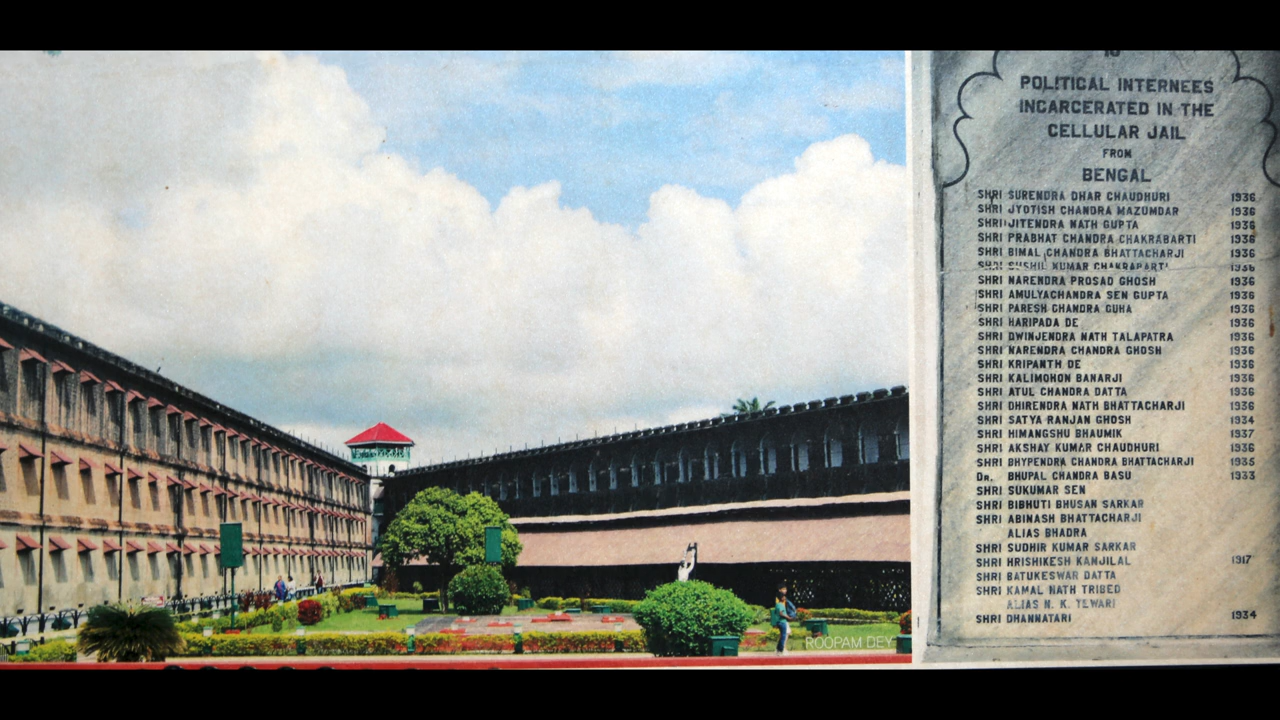 POLITICAL INTERNEES
INCARCERATED IN THE
CELLULAR JAIL
FROM
BENGAL
SHRI SURENDRA DHAR CHAUDHURI 1936
SHRI JYOTISH CHANDRA MAZUMDAR 1936
SHRI JITENDRA NATH GUPTA 1936
SHRI PRABHAT CHANDRA CHAKRABARTI 1936
SHRI BIMAL CHANDRA BHATTACHARJI 1936
SHRI SUSHIL KUMAR CHAKRABARTI 1936
SHRI NARENDRA PROSAD GHOSH 1936
SHRI AMULYACHANDRA SEN GUPTA 1936
SHRI PARESH CHANDRA GUHA 1936
SHRI HARIPADA DE 1936
SHRI DWINJENDRA NATH TALAPATRA 1936
SHRI NARENDRA CHANDRA GHOSH 1936
SHRI KRIPANTH DE 1936
SHRI KALIMOHON BANARJI 1936
SHRI ATUL CHANDRA DATTA 1936
SHRI DHIRENDRA NATH BHATTACHARJI 1936
SHRI SATYA RANJAN GHOSH 1934
SHRI HIMANGSHU BHAUMIK 1937
SHRI AKSHAY KUMAR CHAUDHURI 1936
SHRI BHYPENDRA CHANDRA BHATTACHARJI 1935
DR. BHUPAL CHANDRA BASU 1933
SHRI SUKUMAR SEN
SHRI BIBHUTI BHUSAN SARKAR
SHRI ABINASH BHATTACHARJI
ALIAS BHADRA
SHRI SUDHIR KUMAR SARKAR
SHRI HRISHIKESH KANJILAL 1917
SHRI BATUKESWAR DATTA
SHRI KAMAL NATH TRIBED
ALIAS N. K. TEWARI
SHRI DHANNATARI 1934
ROOPAM DEY